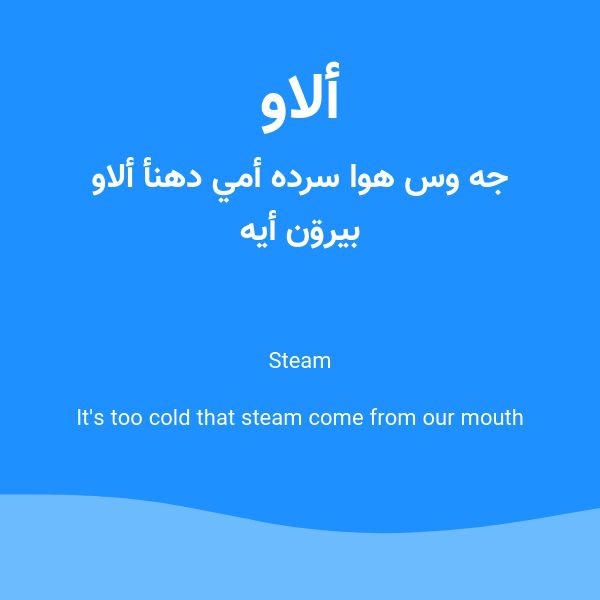 ألاو
جه وس هوا سرده أمي دهنأ ألاو
بيرۊن أيه
Steam
It's too cold that steam come from our mouth